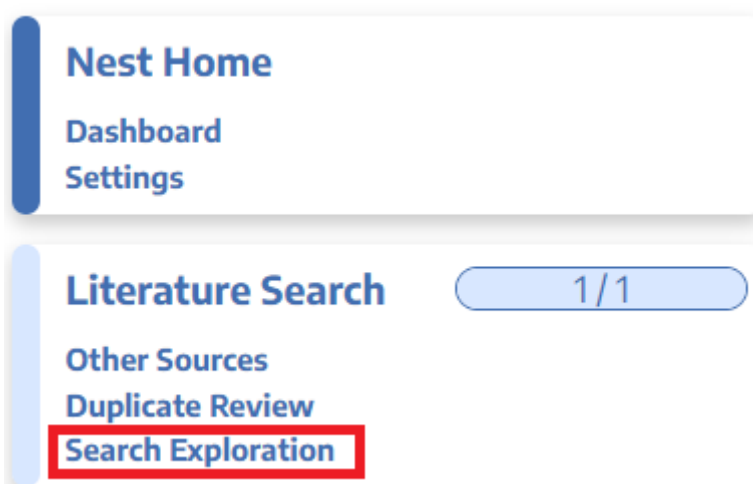 Nest Home
Dashboard
Settings
Literature Search 1/1
Other Sources
Duplicate Review
Search Exploration